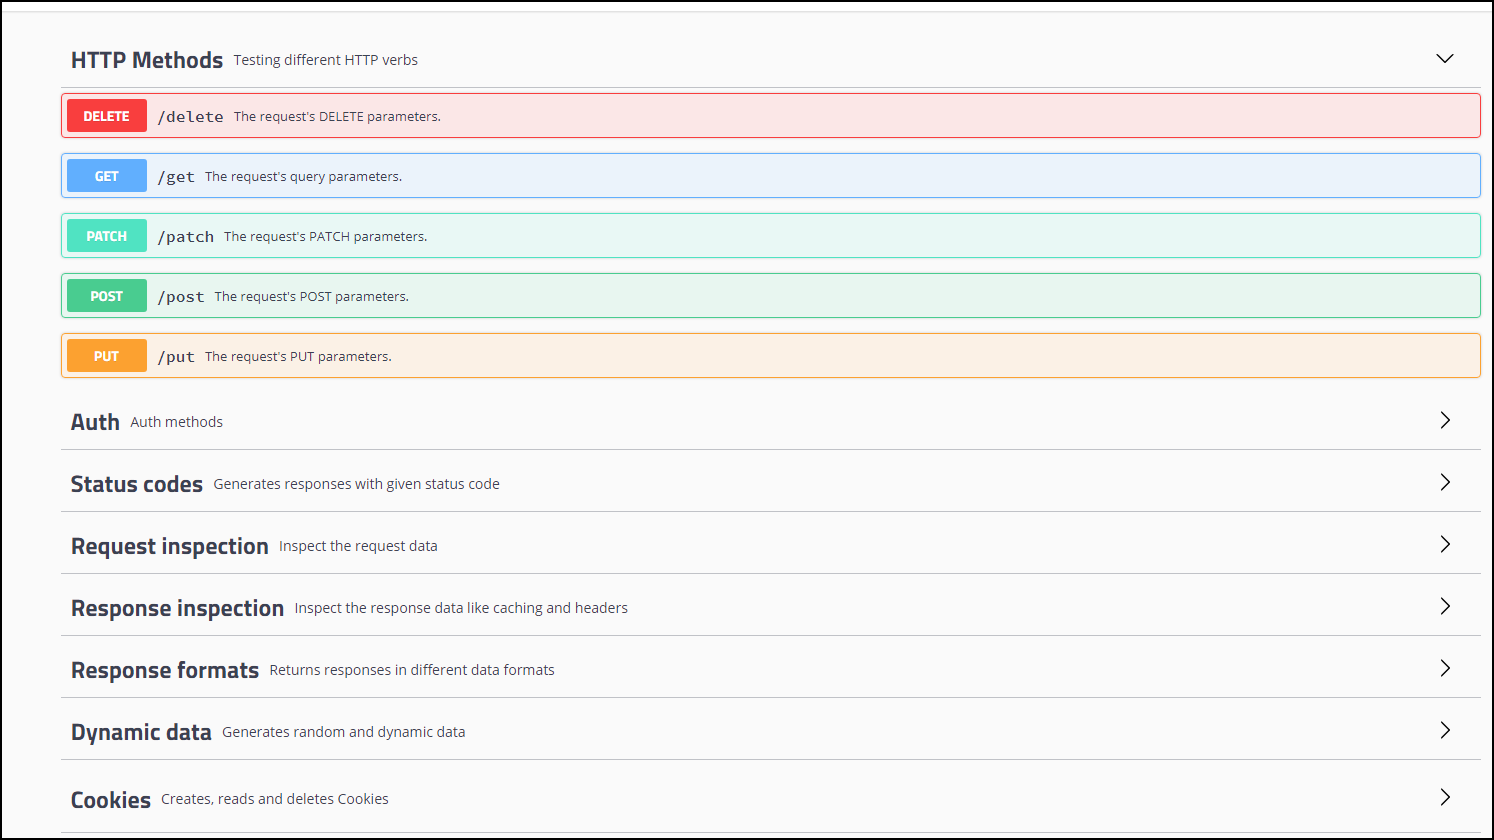 HTTP Methods Testing different HTTP verbs
DELETE /delete The request's DELETE parameters.
GET /get The request's query parameters.
PATCH /patch The request's PATCH parameters.
POST /post The request's POST parameters.
PUT /put The request's PUT parameters.
Auth Auth methods
Status codes Generates responses with given status code
Request inspection Inspect the request data
Response inspection Inspect the response data like caching and headers
Response formats Returns responses in different data formats
Dynamic data Generates random and dynamic data
Cookies Creates, reads and deletes Cookies